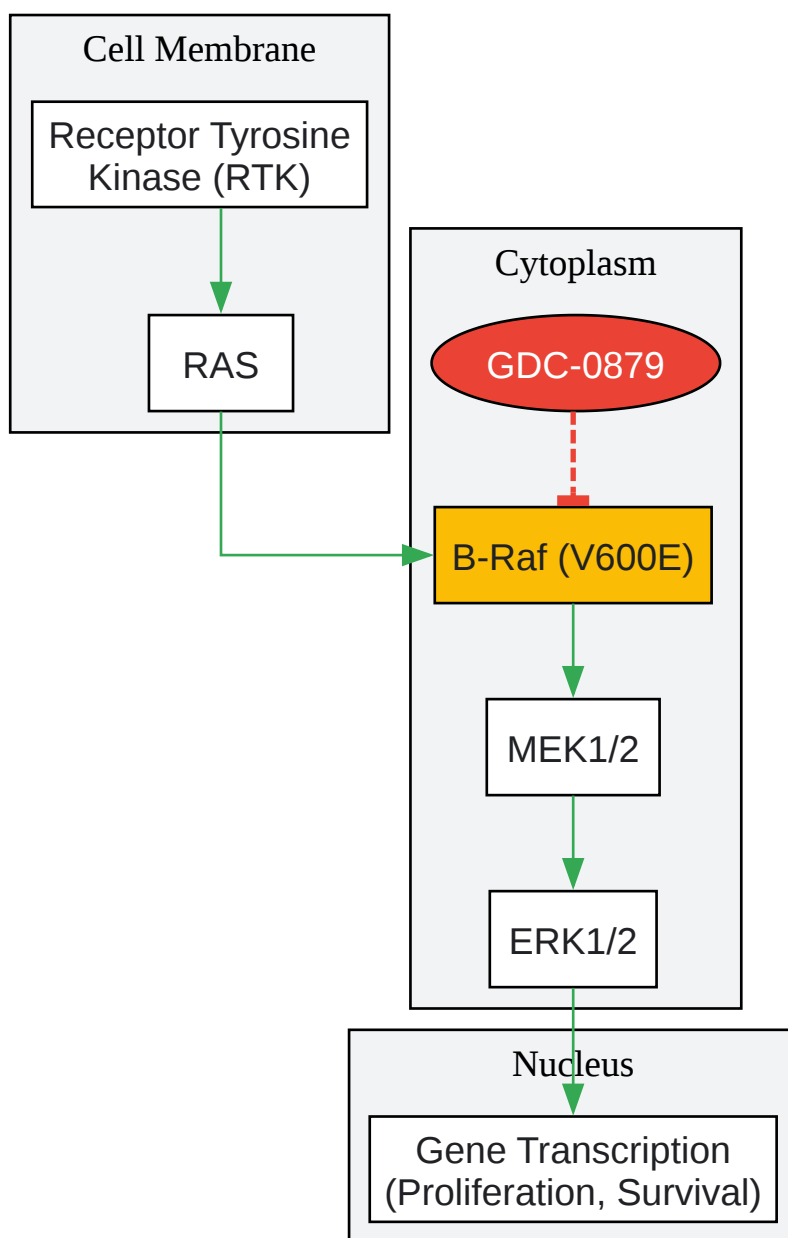 Cell Membrane
Receptor Tyrosine
Kinase (RTK)
RAS
Cytoplasm
GDC-0879
B-Raf (V600E)
MEK1/2
ERK1/2
Nucleus
Gene Transcription
(Proliferation, Survival)